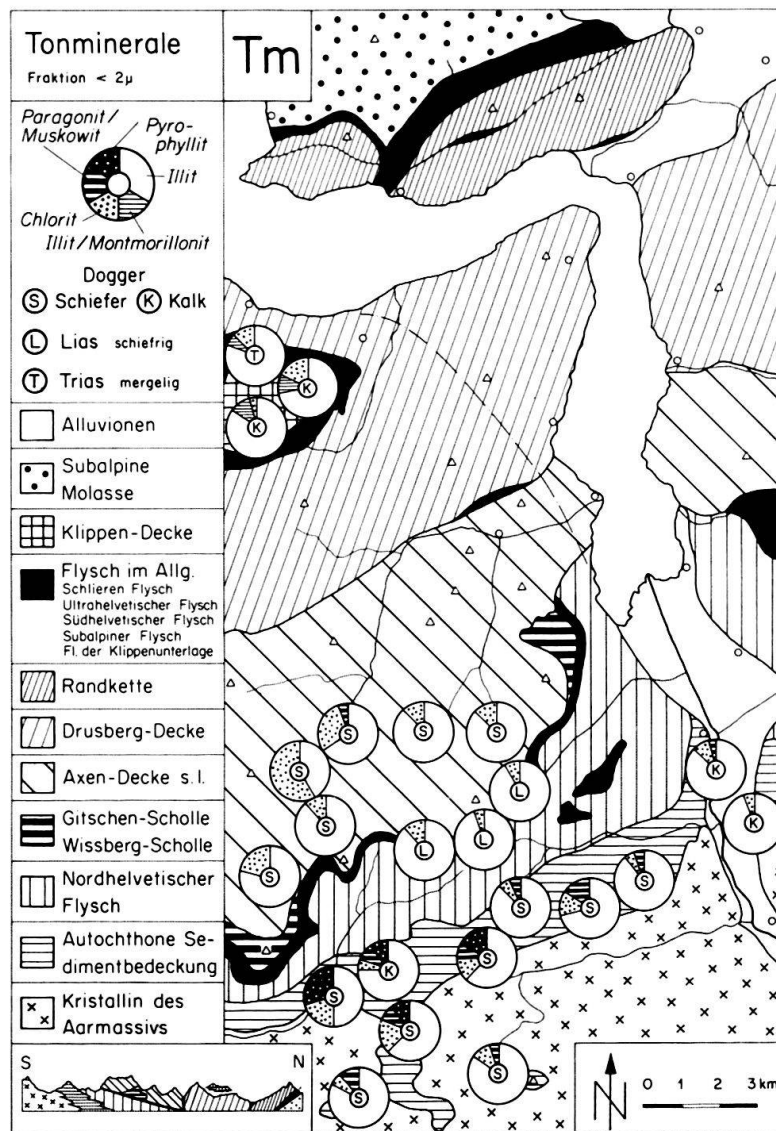 Tonminerale
Fraktion < 2µ
Tm
Paragonit/
Muskowit
Pyro-
phyllit
Illit
Chlorit
Illit/Montmorillonit
Dogger
S Schiefer K Kalk
L Lias schiefrig
T Trias mergelig
Alluvionen
Subalpine
Molasse
Klippen-Decke
Flysch im Allg.
Schlieren Flysch
Ultrahelvetischer Flysch
Südhelvetischer Flysch
Subalpiner Flysch
Fl. der Klippenunterlage
Randkette
Drusberg-Decke
Axen-Decke s.l.
Gitschen-Scholle
Wissberg-Scholle
Nordhelvetischer
Flysch
Autochthone Se-
dimentbedeckung
Kristallin des
Aarmassivs
S N
T
K
K
S
S
S
S
L
K
S
L
L
K
S
S
S
S
S
K
S
S
S
S
N
0 1 2 3 km